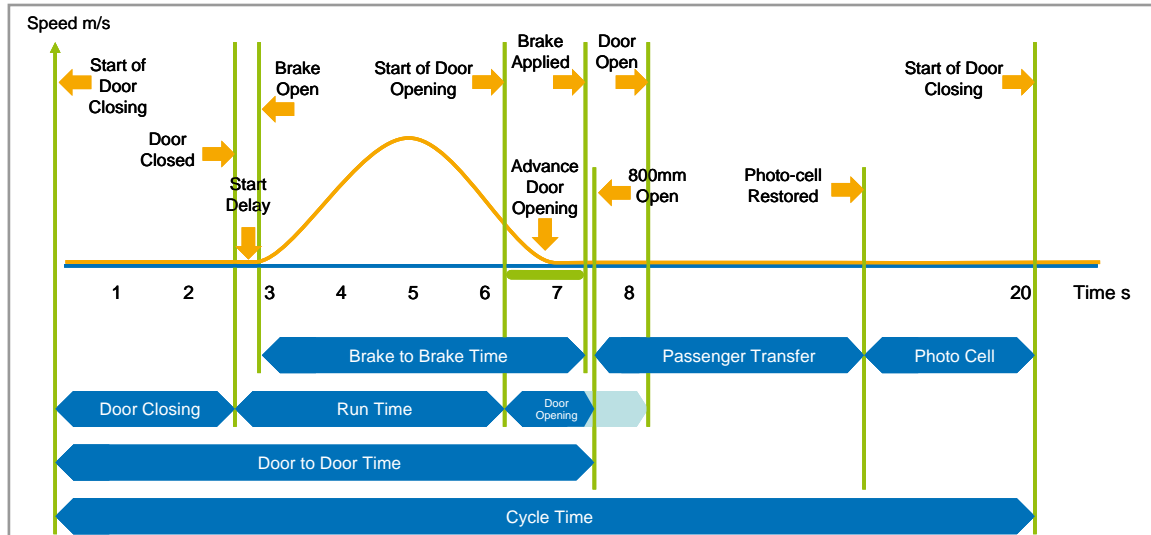 Speed m/s
Start of
Door
Closing
Door
Closed
Start
Delay
Brake
Open
Start of Door
Opening
Brake
Applied
Door
Open
Advance
Door
Opening
800mm
Open
Photo-cell
Restored
Start of Door
Closing
1 2 3 4 5 6 7 8 20 Time s
Brake to Brake Time
Passenger Transfer
Photo Cell
Door Closing
Run Time
Door
Opening
Door to Door Time
Cycle Time